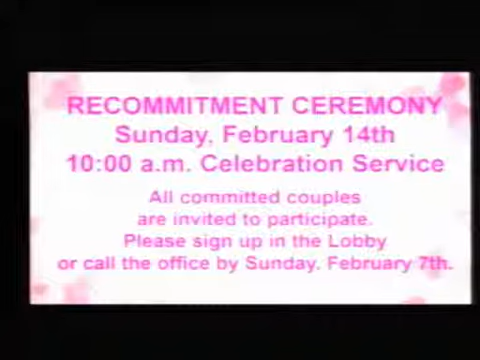 RECOMMITMENT CEREMONY
Sunday, February 14th
10:00 a.m. Celebration Service
All committed couples
are invited to participate.
Please sign up in the Lobby
or call the office by Sunday, February 7th.